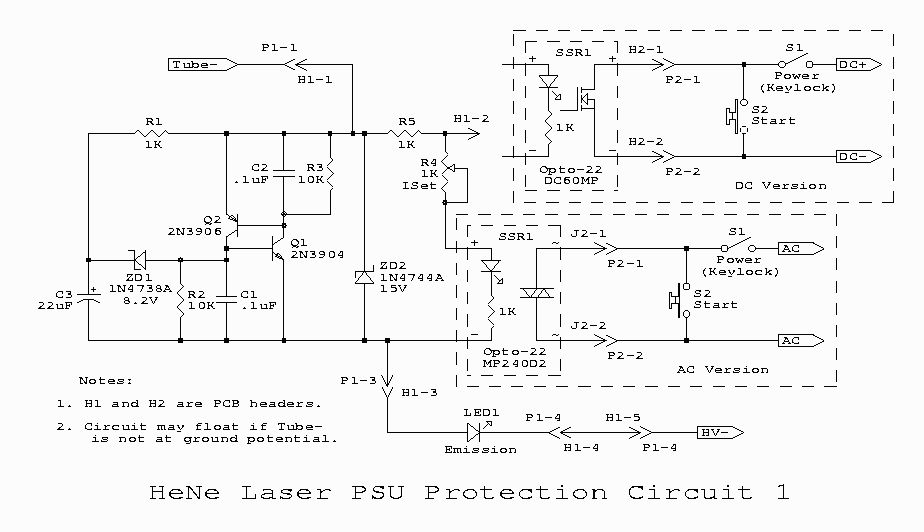 P1-1
Tube-
H1-1
R1
1K
R5
1K
H1-2
C2
.1uF
R3
10K
R4
1K
ISet
Q2
2N3906
Q1
2N3904
ZD1
1N4738A
8.2V
ZD2
1N4744A
15V
C3
22uF
+
R2
10K
C1
.1uF
SSR1
+
+
1K
-
-
Opto-22
DC60MP
H2-1
P2-1
H2-2
P2-2
S1
Power
(Keylock)
DC+
S2
Start
DC-
DC Version
SSR1
+
~
1K
-
~
Opto-22
MP240D2
J2-1
P2-1
J2-2
P2-2
S1
Power
(Keylock)
AC
S2
Start
AC
AC Version
P1-3
H1-3
LED1
Emission
P1-4
H1-4
H1-5
P1-4
HV-
Notes:
1. H1 and H2 are PCB headers.
2. Circuit may float if Tube-
is not at ground potential.
HeNe Laser PSU Protection Circuit 1